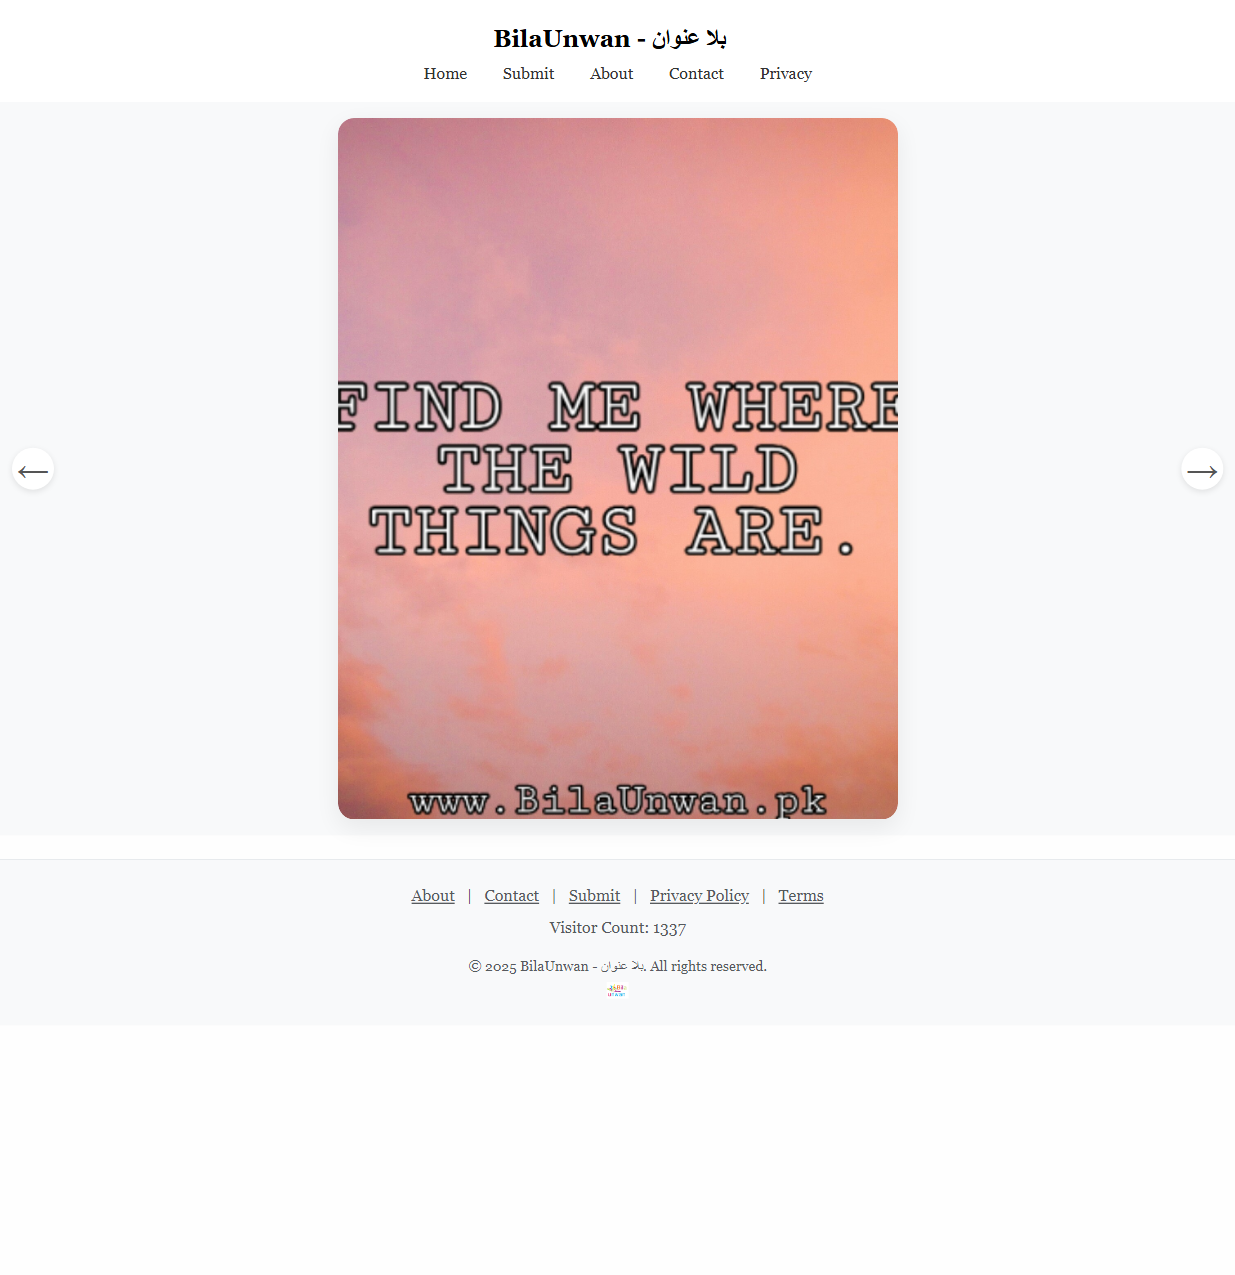 BilaUnwan - بلا عنوان
Home Submit About Contact Privacy
FIND ME WHERE
THE WILD
THINGS ARE.
←
→
www.BilaUnwan.pk
About | Contact | Submit | Privacy Policy | Terms
Visitor Count: 1337
© 2025 BilaUnwan - بلا عنوان. All rights reserved.